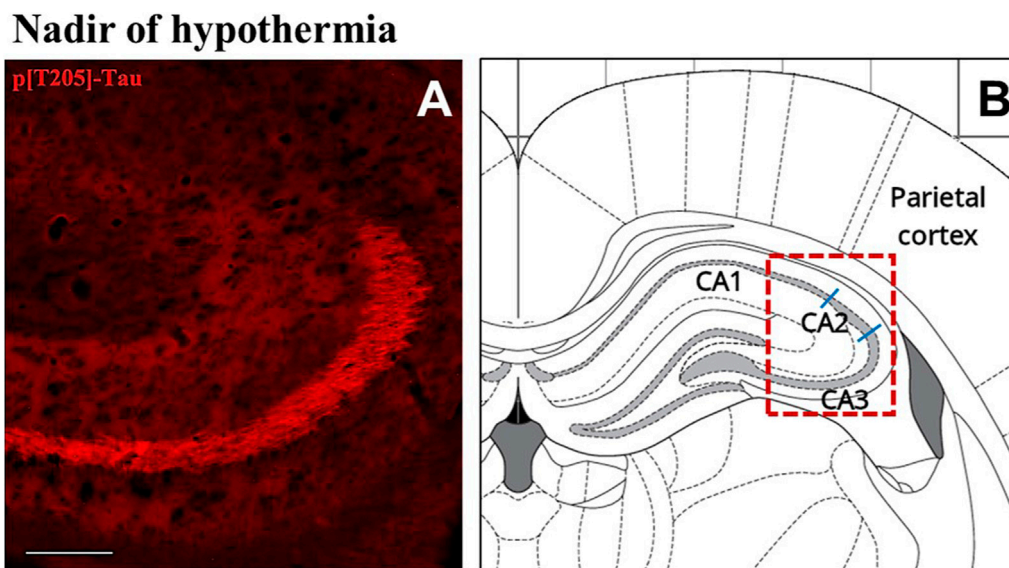 Nadir of hypothermia
p[T205]-Tau
A
B
Parietal
cortex
CA1
CA2
CA3